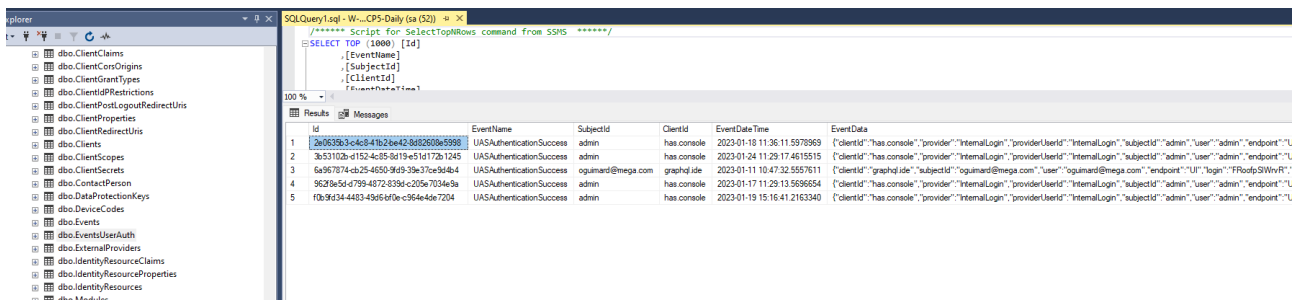 xplorer
dbo.ClientClaims
dbo.ClientCorsOrigins
dbo.ClientGrantTypes
dbo.ClientIdPRestrictions
dbo.ClientPostLogoutRedirectUris
dbo.ClientProperties
dbo.ClientRedirectUris
dbo.Clients
dbo.ClientScopes
dbo.ClientSecrets
dbo.ContactPerson
dbo.DataProtectionKeys
dbo.DeviceCodes
dbo.Events
dbo.EventsUserAuth
dbo.ExternalProviders
dbo.IdentityResourceClaims
dbo.IdentityResourceProperties
dbo.IdentityResources
dbo.Modules
SQLQuery1.sql - W-...CP5-Daily (sa (52))
/****** Script for SelectTopNRows command from SSMS ******/
SELECT TOP (1000) [Id]
,[EventName]
,[SubjectId]
,[ClientId]
,[EventDateTime]
100 %
Results Messages
Id EventName SubjectId ClientId EventDateTime EventData
1 2e0635b3-c4c8-41b2-be42-8d82608e5998 UASAuthenticationSuccess admin has.console 2023-01-18 11:36:11.5978969 {"clientId":"has.console","provider":"InternalLogin","providerUserId":"InternalLogin","subjectId":"admin","user":"admin","endpoint":"U
2 3b53102b-d152-4c85-8d19-e51d172b1245 UASAuthenticationSuccess admin has.console 2023-01-24 11:29:17.4615515 {"clientId":"has.console","provider":"InternalLogin","providerUserId":"InternalLogin","subjectId":"admin","user":"admin","endpoint":"U
3 6a967874-cb25-4650-9fd9-39e37ce9d4b4 UASAuthenticationSuccess oguimard@mega.com graphql.ide 2023-01-11 10:47:32.5557611 {"clientId":"graphql.ide","subjectId":"oguimard@mega.com","user":"oguimard@mega.com","endpoint":"UI","login":"FRoofpSIWrvR","
4 962f8e5d-d799-4872-839d-c205e7034e9a UASAuthenticationSuccess admin has.console 2023-01-17 11:29:13.5696654 {"clientId":"has.console","provider":"InternalLogin","providerUserId":"InternalLogin","subjectId":"admin","user":"admin","endpoint":"U
5 f0b9fd34-4483-49d6-bf0e-c964e4de7204 UASAuthenticationSuccess admin has.console 2023-01-19 15:16:41.2163340 {"clientId":"has.console","provider":"InternalLogin","providerUserId":"InternalLogin","subjectId":"admin","user":"admin","endpoint":"U